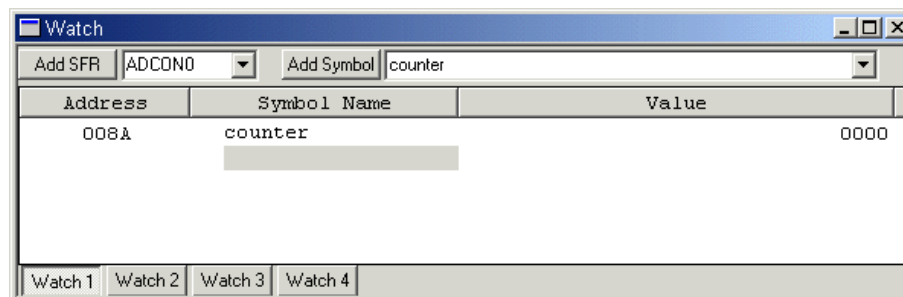 Watch
Add SFR ADCON0 Add Symbol counter
Address Symbol Name Value
008A counter 0000
Watch 1 Watch 2 Watch 3 Watch 4